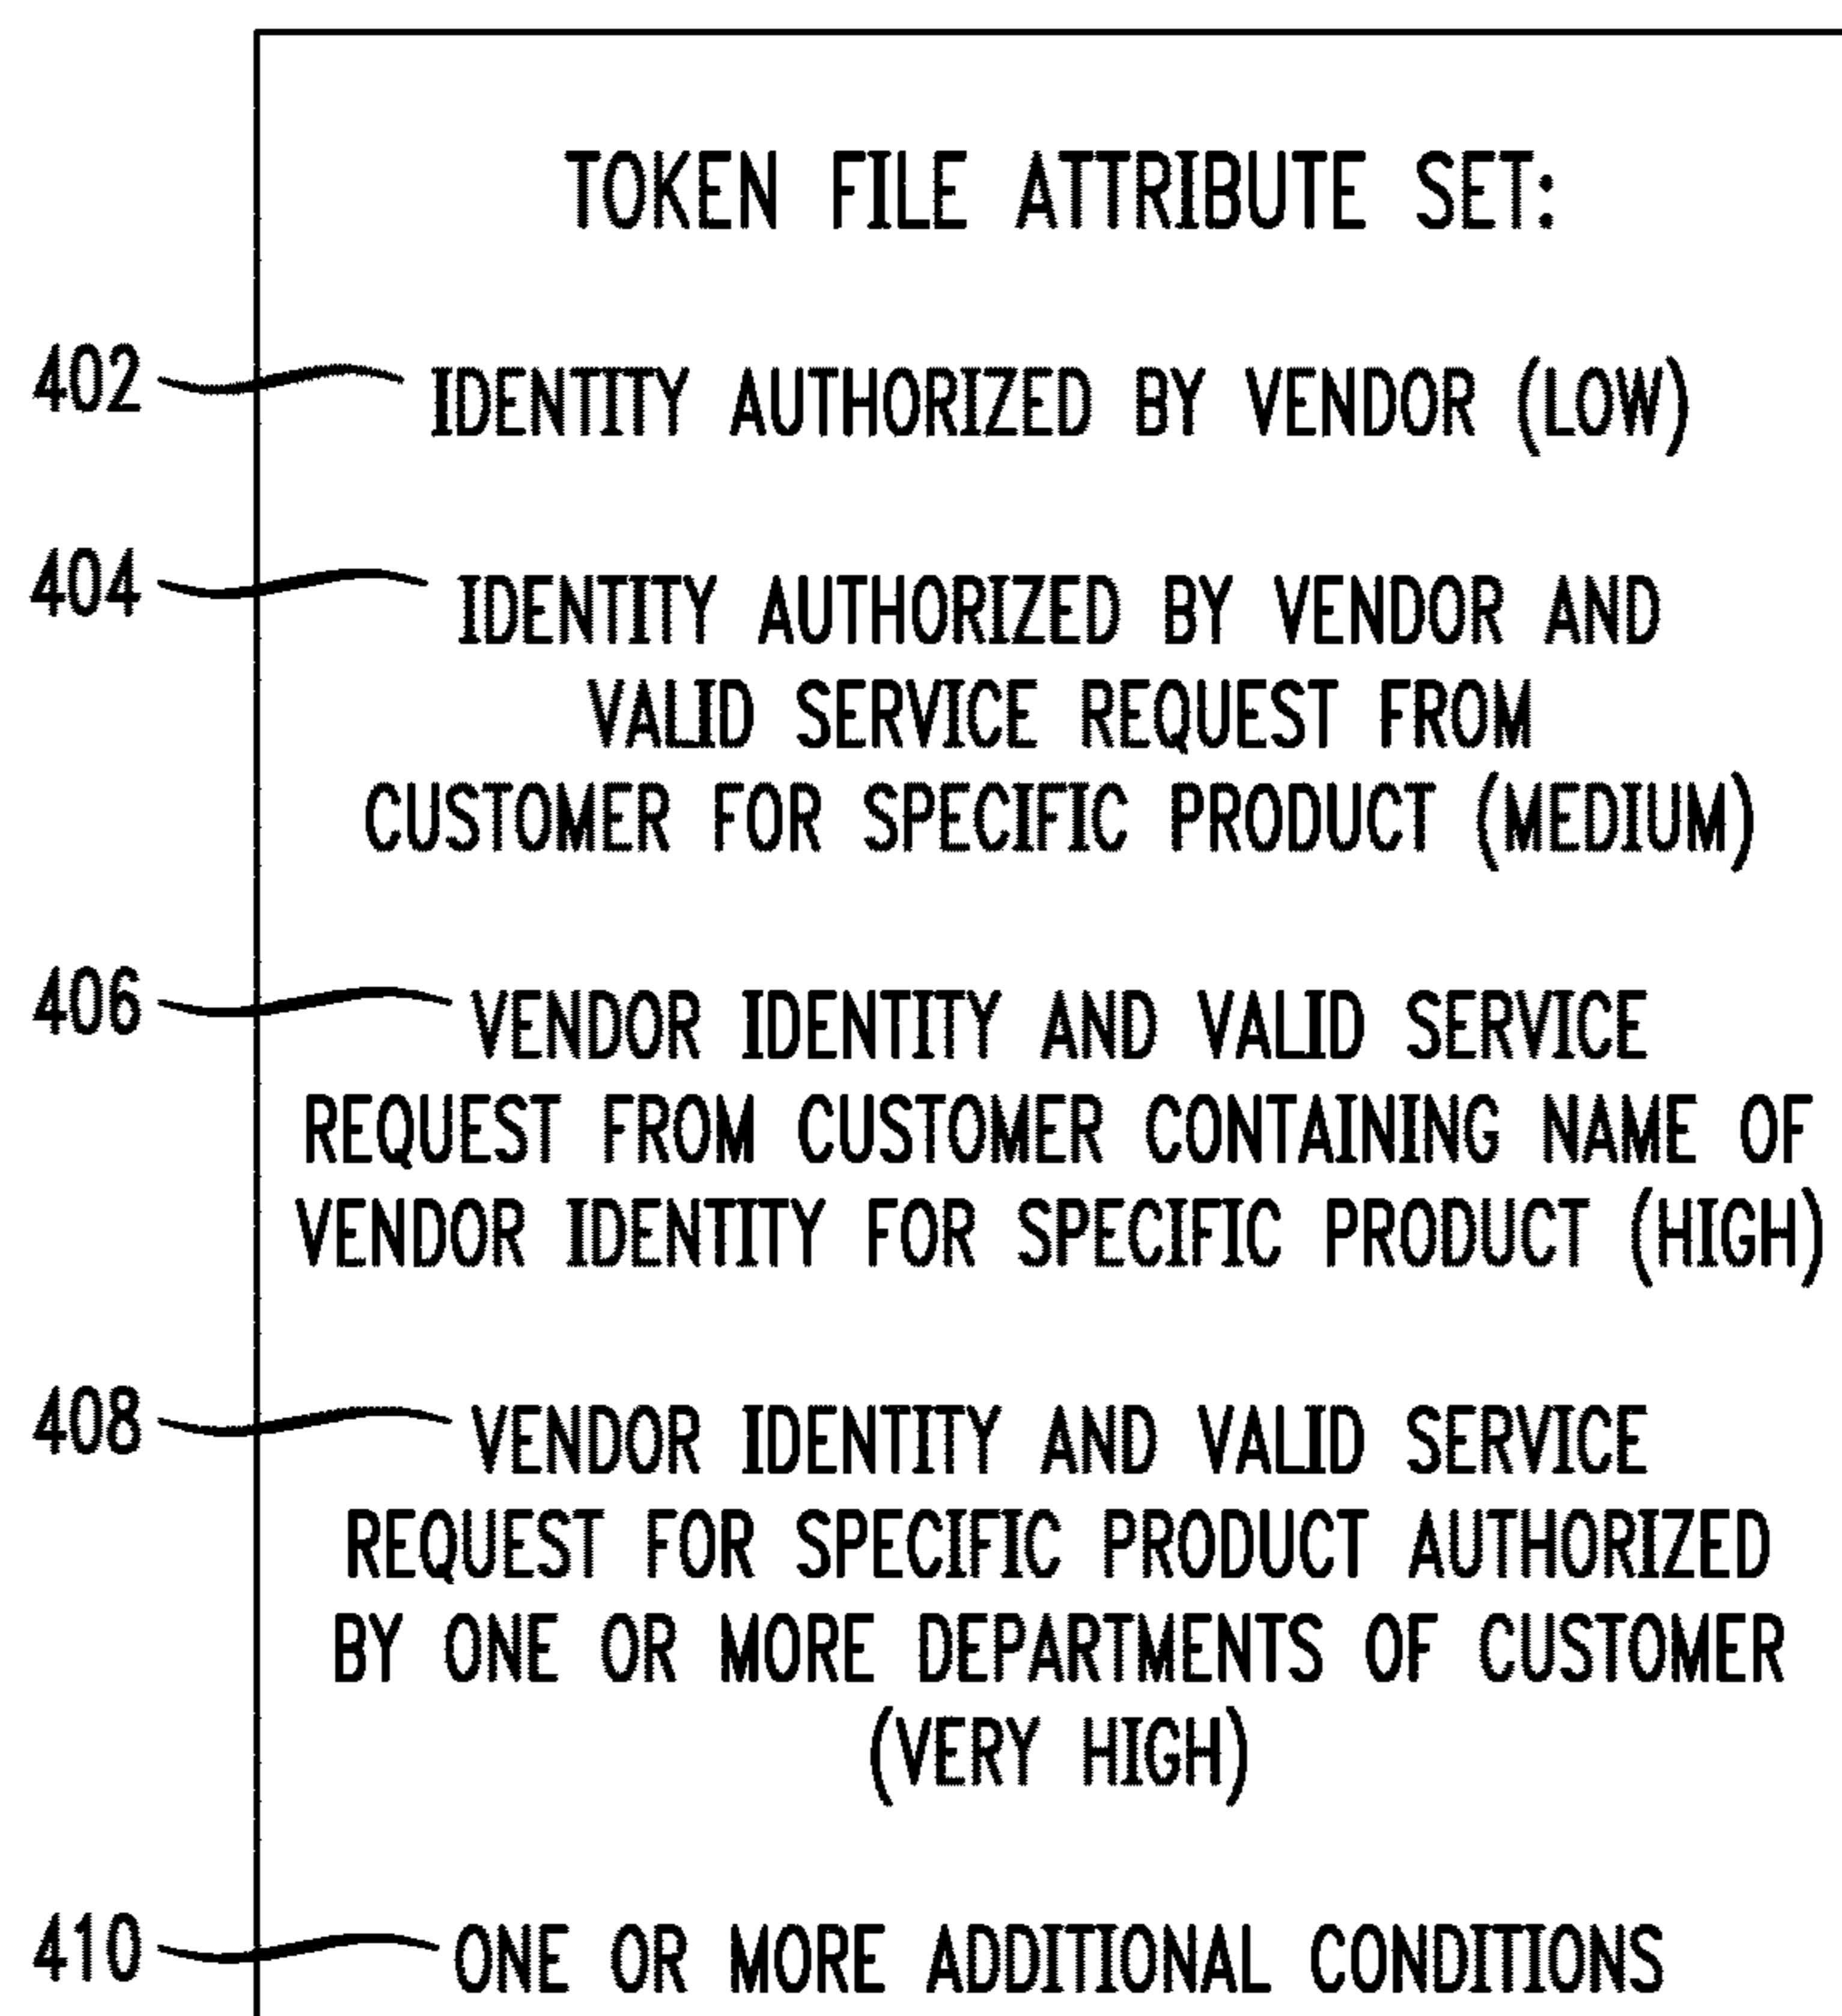 TOKEN FILE ATTRIBUTE SET:
402 IDENTITY AUTHORIZED BY VENDOR (LOW)
404 IDENTITY AUTHORIZED BY VENDOR AND
VALID SERVICE REQUEST FROM
CUSTOMER FOR SPECIFIC PRODUCT (MEDIUM)
406 VENDOR IDENTITY AND VALID SERVICE
REQUEST FROM CUSTOMER CONTAINING NAME OF
VENDOR IDENTITY FOR SPECIFIC PRODUCT (HIGH)
408 VENDOR IDENTITY AND VALID SERVICE
REQUEST FOR SPECIFIC PRODUCT AUTHORIZED
BY ONE OR MORE DEPARTMENTS OF CUSTOMER
(VERY HIGH)
410 ONE OR MORE ADDITIONAL CONDITIONS